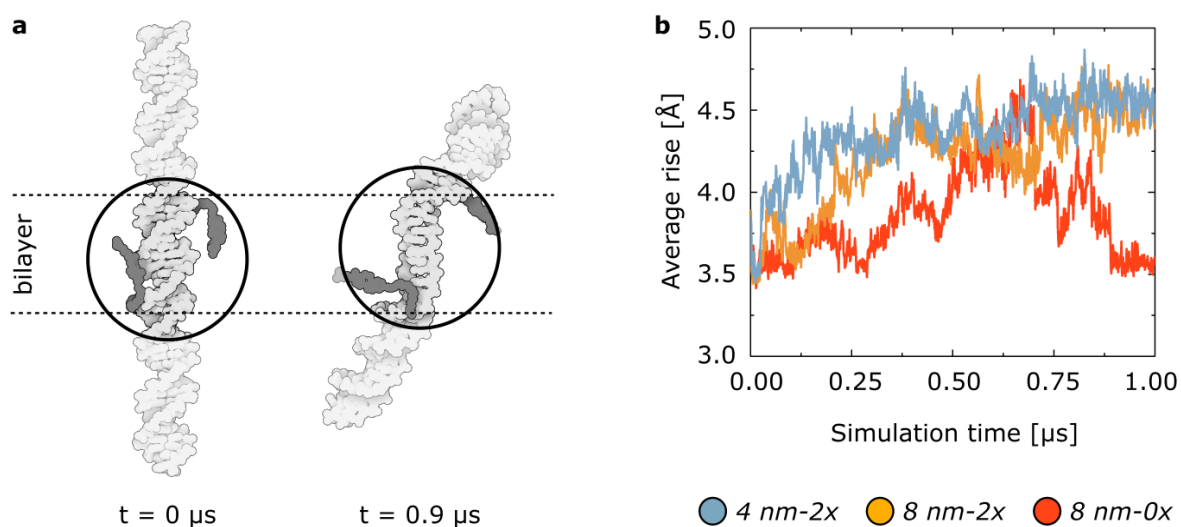 a
bilayer
t = 0 μs
t = 0.9 μs
b
Average rise [Å]
5.0
4.5
4.0
3.5
3.0
0.00
0.25
0.50
0.75
1.00
Simulation time [μs]
4 nm-2x
8 nm-2x
8 nm-0x